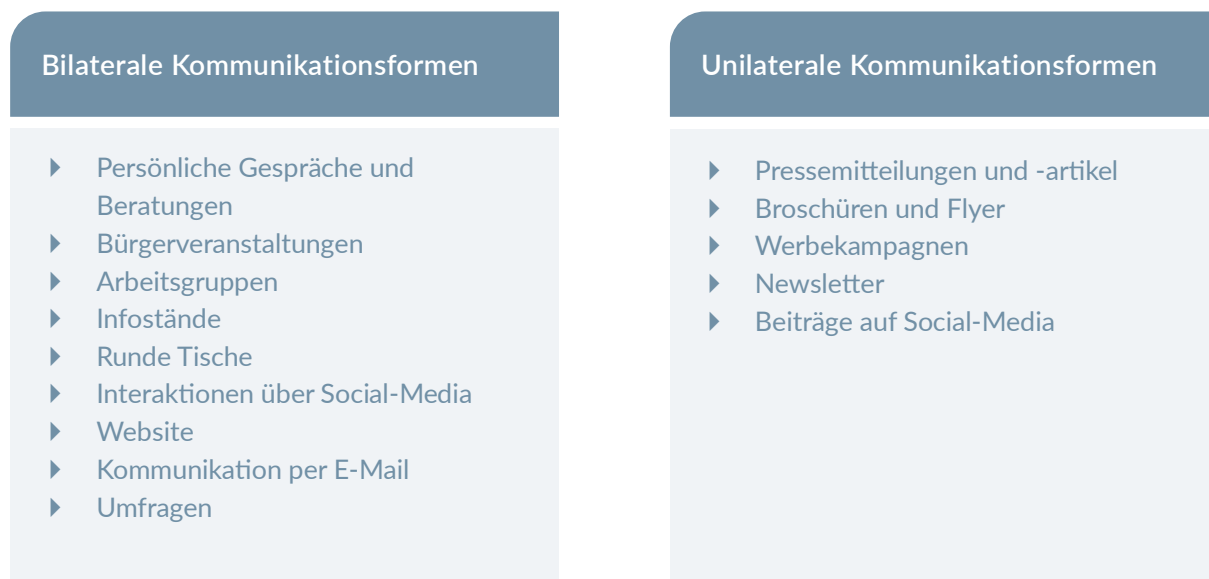 Bilaterale Kommunikationsformen
Persönliche Gespräche und
Beratungen
Bürgerveranstaltungen
Arbeitsgruppen
Infostände
Runde Tische
Interaktionen über Social-Media
Website
Kommunikation per E-Mail
Umfragen
Unilaterale Kommunikationsformen
Pressemitteilungen und -artikel
Broschüren und Flyer
Werbekampagnen
Newsletter
Beiträge auf Social-Media